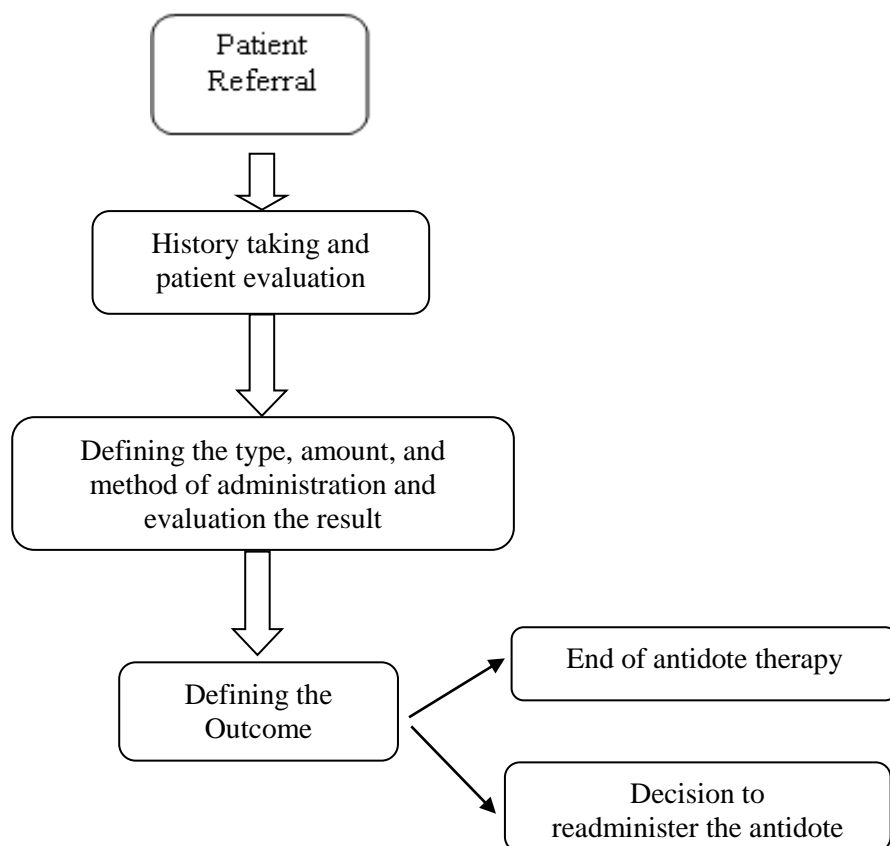 Patient
Referral
History taking and
patient evaluation
Defining the type, amount, and
method of administration and
evaluation the result
Defining the
Outcome
End of antidote therapy
Decision to
readminister the antidote